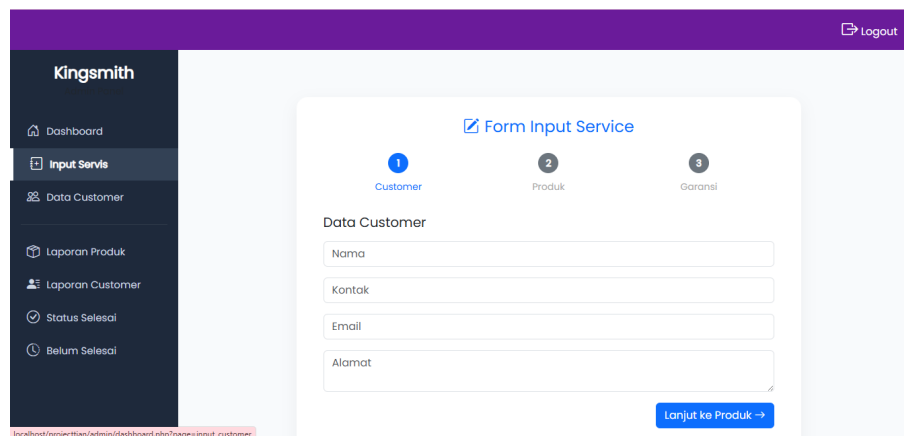 Logout
Kingsmith
Dashboard
Input Servis
Data Customer
Laporan Produk
Laporan Customer
Status Selesai
Belum Selesai
Form Input Service
1 2 3
Customer Produk Garansi
Data Customer
Nama
Kontak
Email
Alamat
Lanjut ke Produk →
localhost/projecttian/admin/dashboard.php?page=input_customer